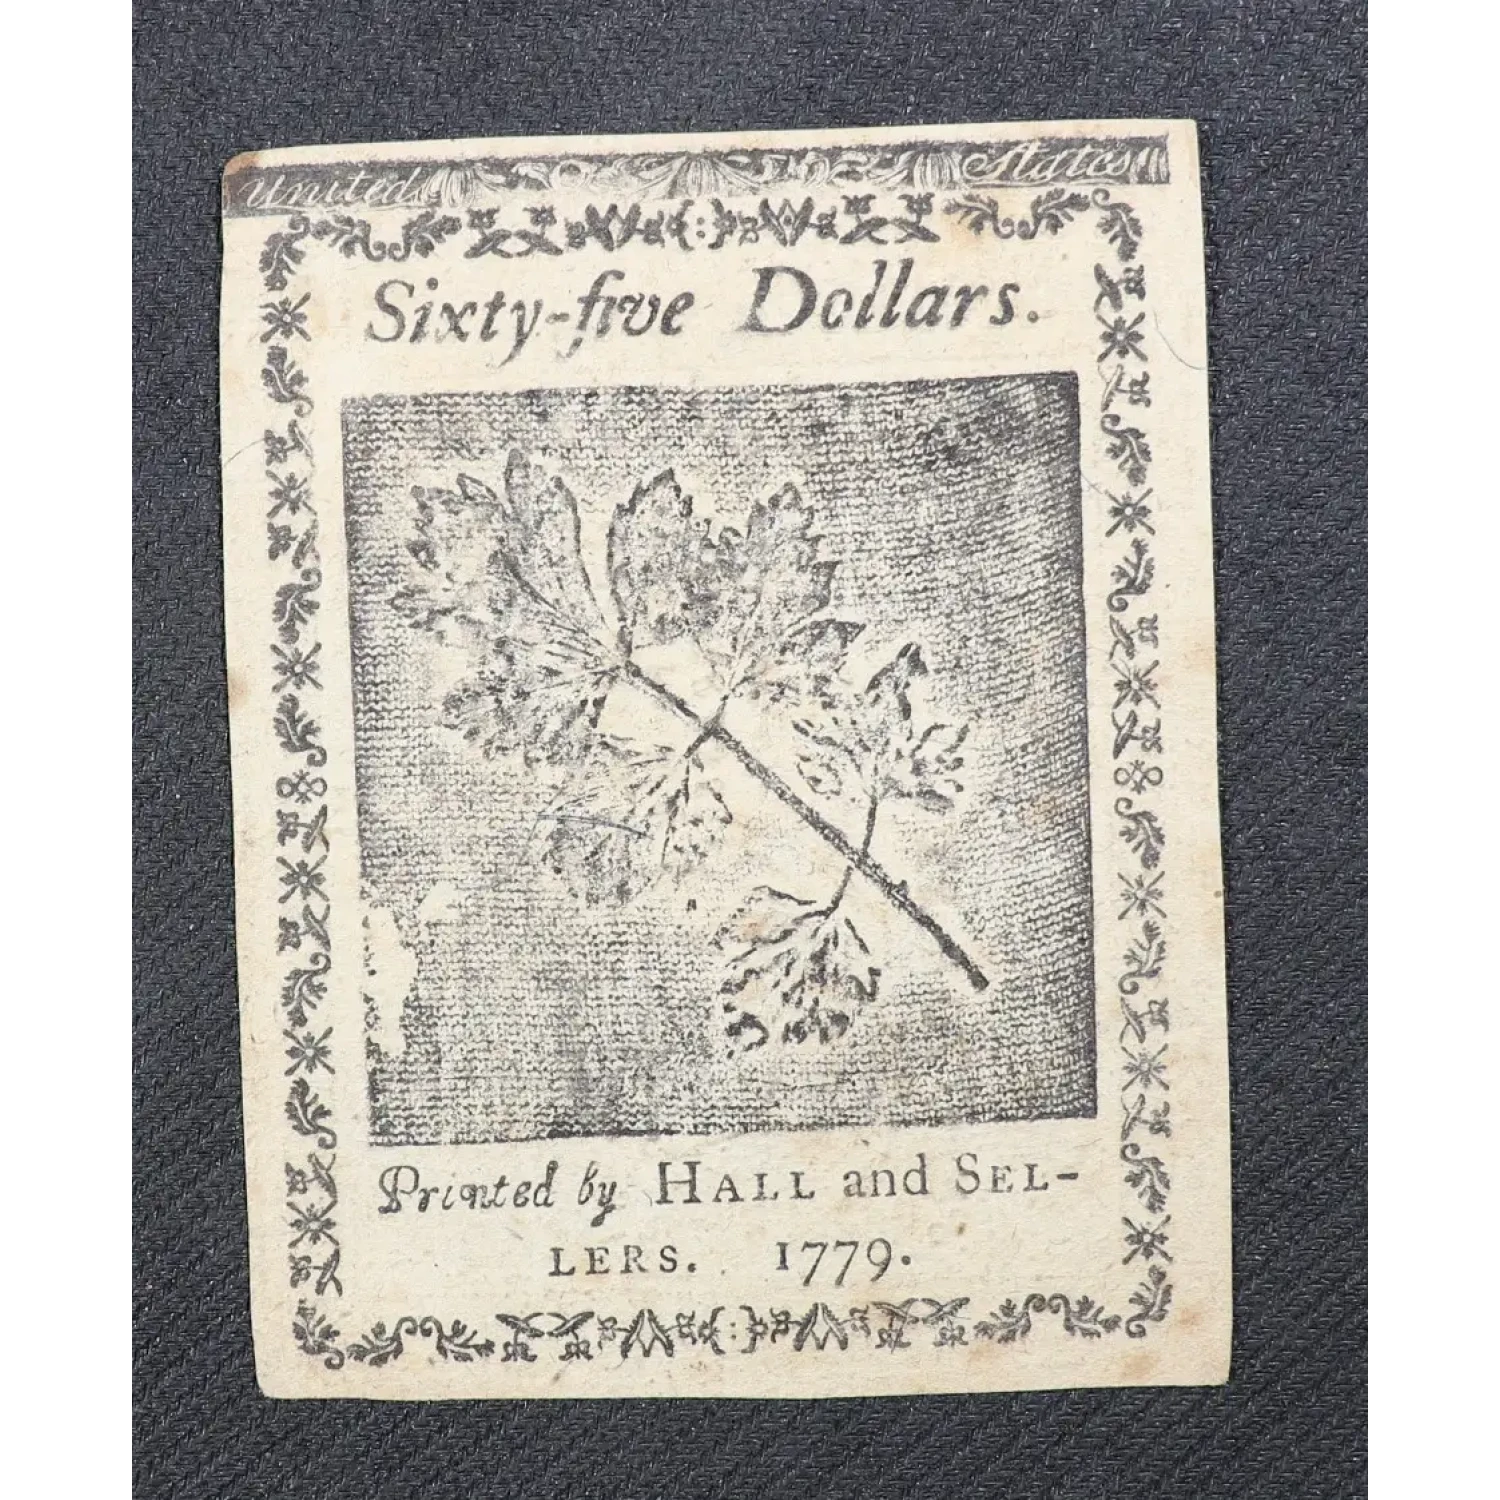 United States
Sixty-five Dollars.
Printed by HALL and SEL-
LERS. 1779.